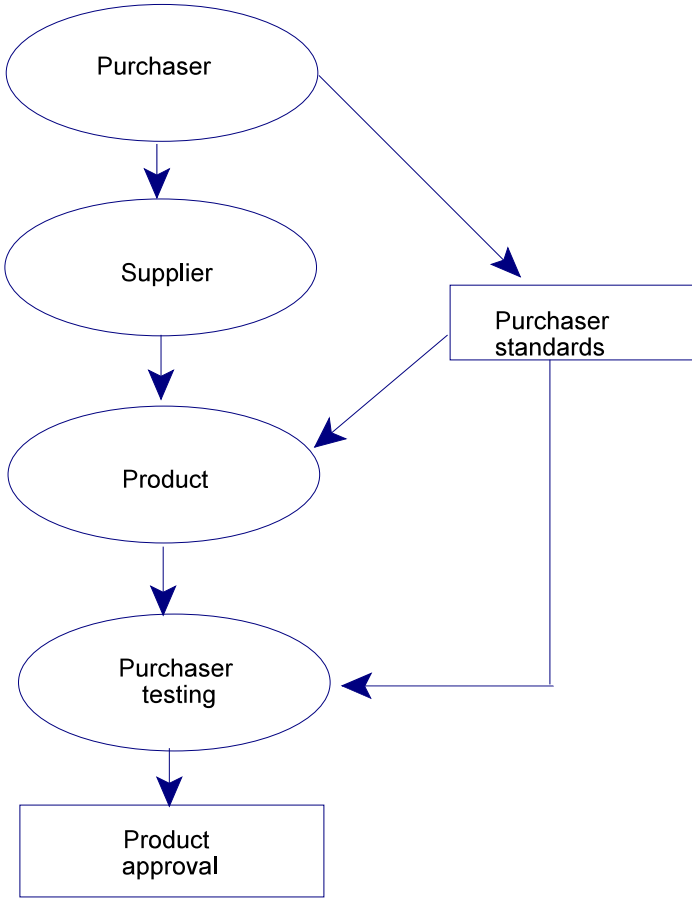 Purchaser
Supplier
Purchaser
standards
Product
Purchaser
testing
Product
approval